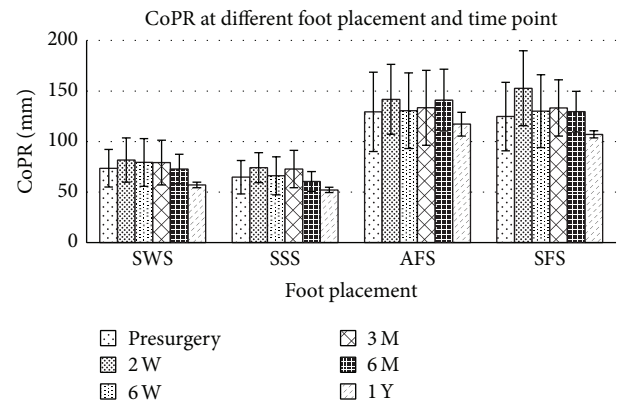 CoPR at different foot placement and time point
200
150
100
50
0
CoPR (mm)
SWS SSS AFS SFS
Foot placement
Presurgery 3 M
2 W 6 M
6 W 1 Y